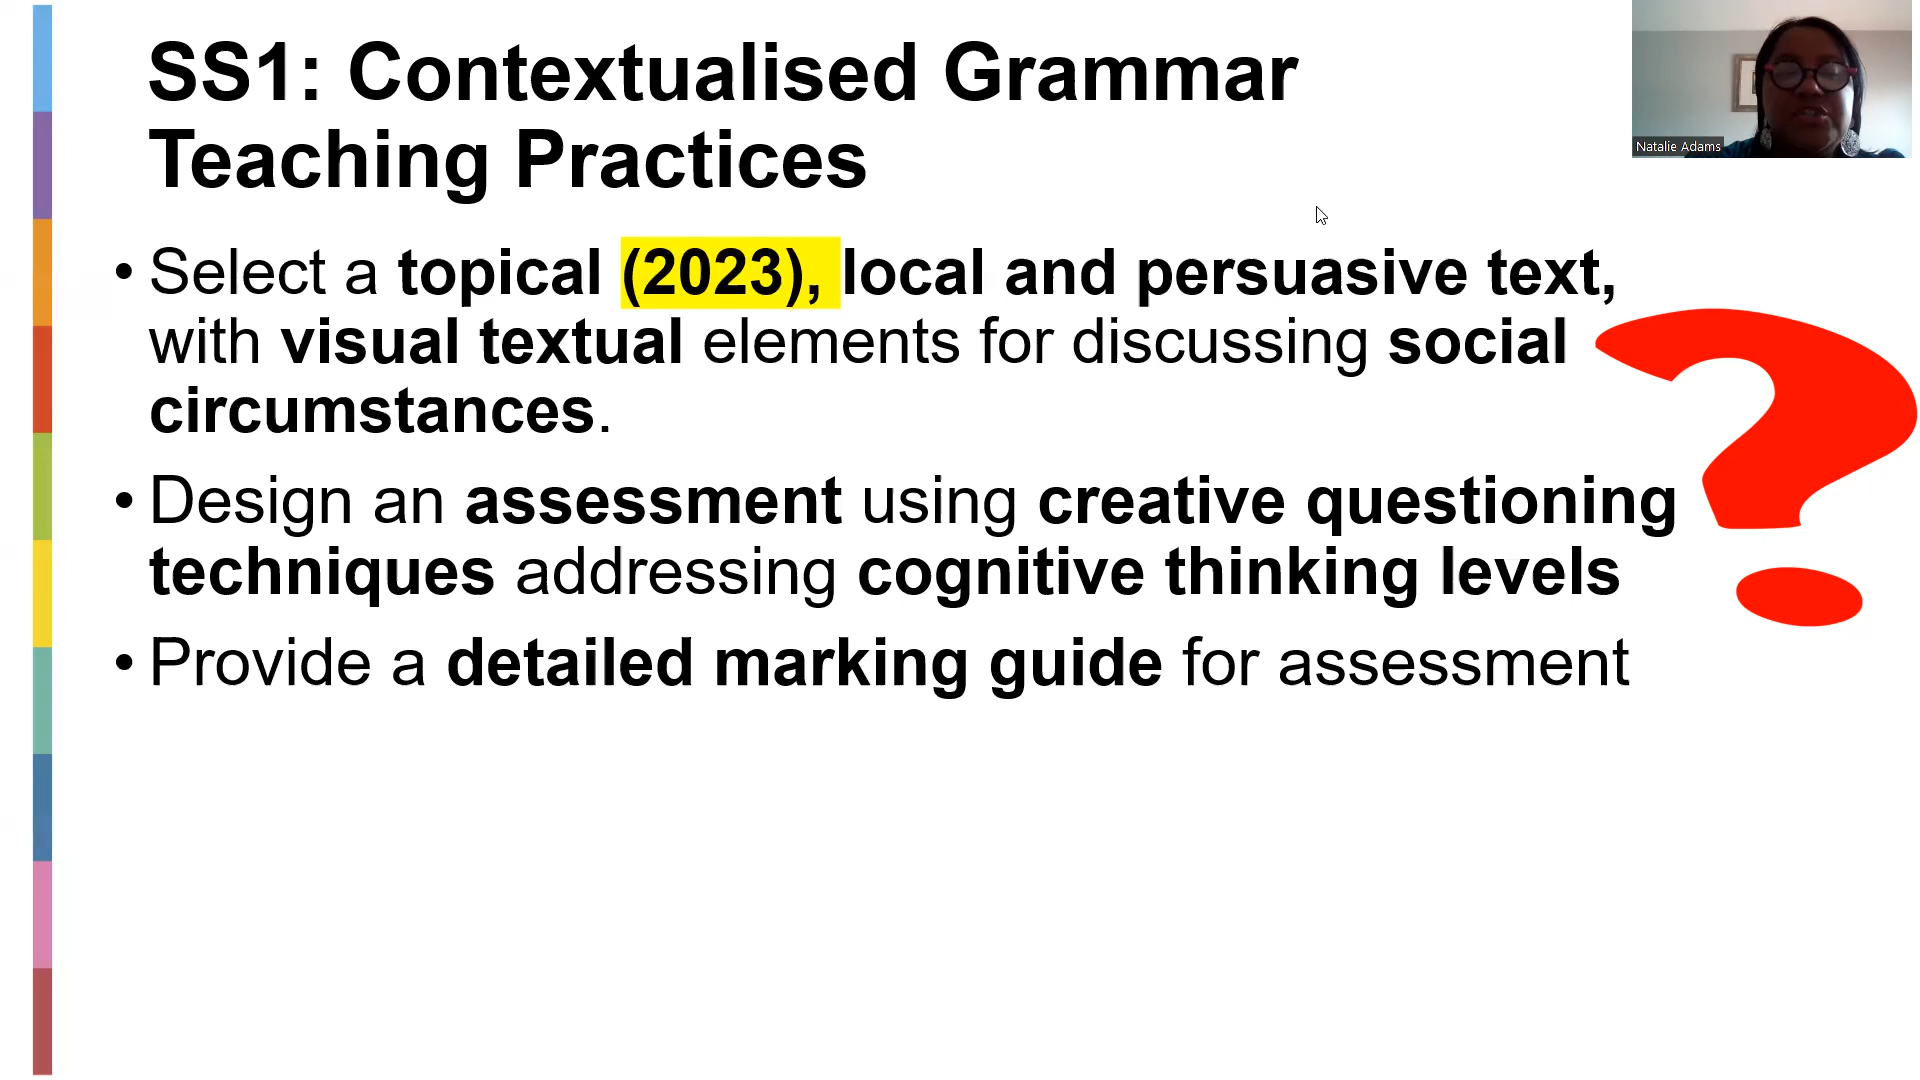 SS1: Contextualised Grammar
Teaching Practices
Natalie Adams
• Select a topical (2023), local and persuasive text,
with visual textual elements for discussing social
circumstances.
• Design an assessment using creative questioning
techniques addressing cognitive thinking levels
• Provide a detailed marking guide for assessment
?